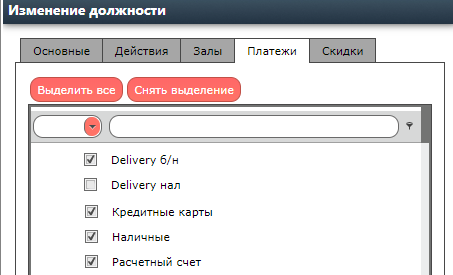 Изменение должности
Основные Действия Залы Платежи Скидки
Выделить все Снять выделение
Delivery б/н
Delivery нал
Кредитные карты
Наличные
Расчетный счет